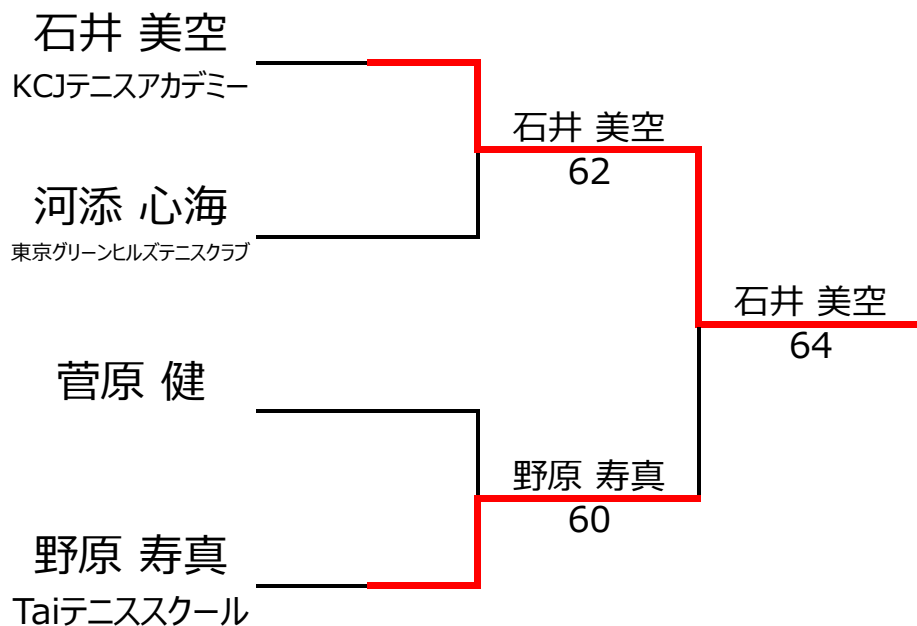 石井 美空
KCJテニスアカデミー
石井 美空
62
河添 心海
東京グリーンヒルズテニスクラブ
石井 美空
64
菅原 健
野原 寿真
60
野原 寿真
Taiテニススクール